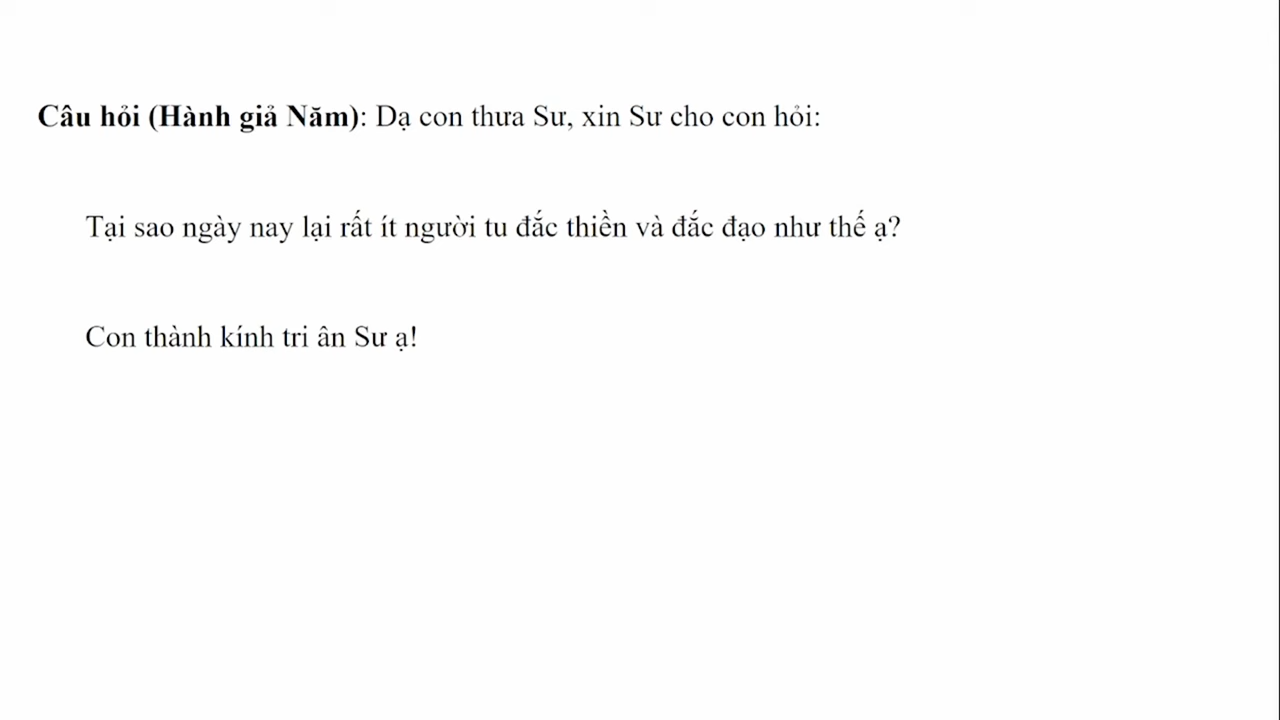 Câu hỏi (Hành giả Năm): Dạ con thưa Sư, xin Sư cho con hỏi:
Tại sao ngày nay lại rất ít người tu đắc thiền và đắc đạo như thế ạ?
Con thành kính tri ân Sư ạ!